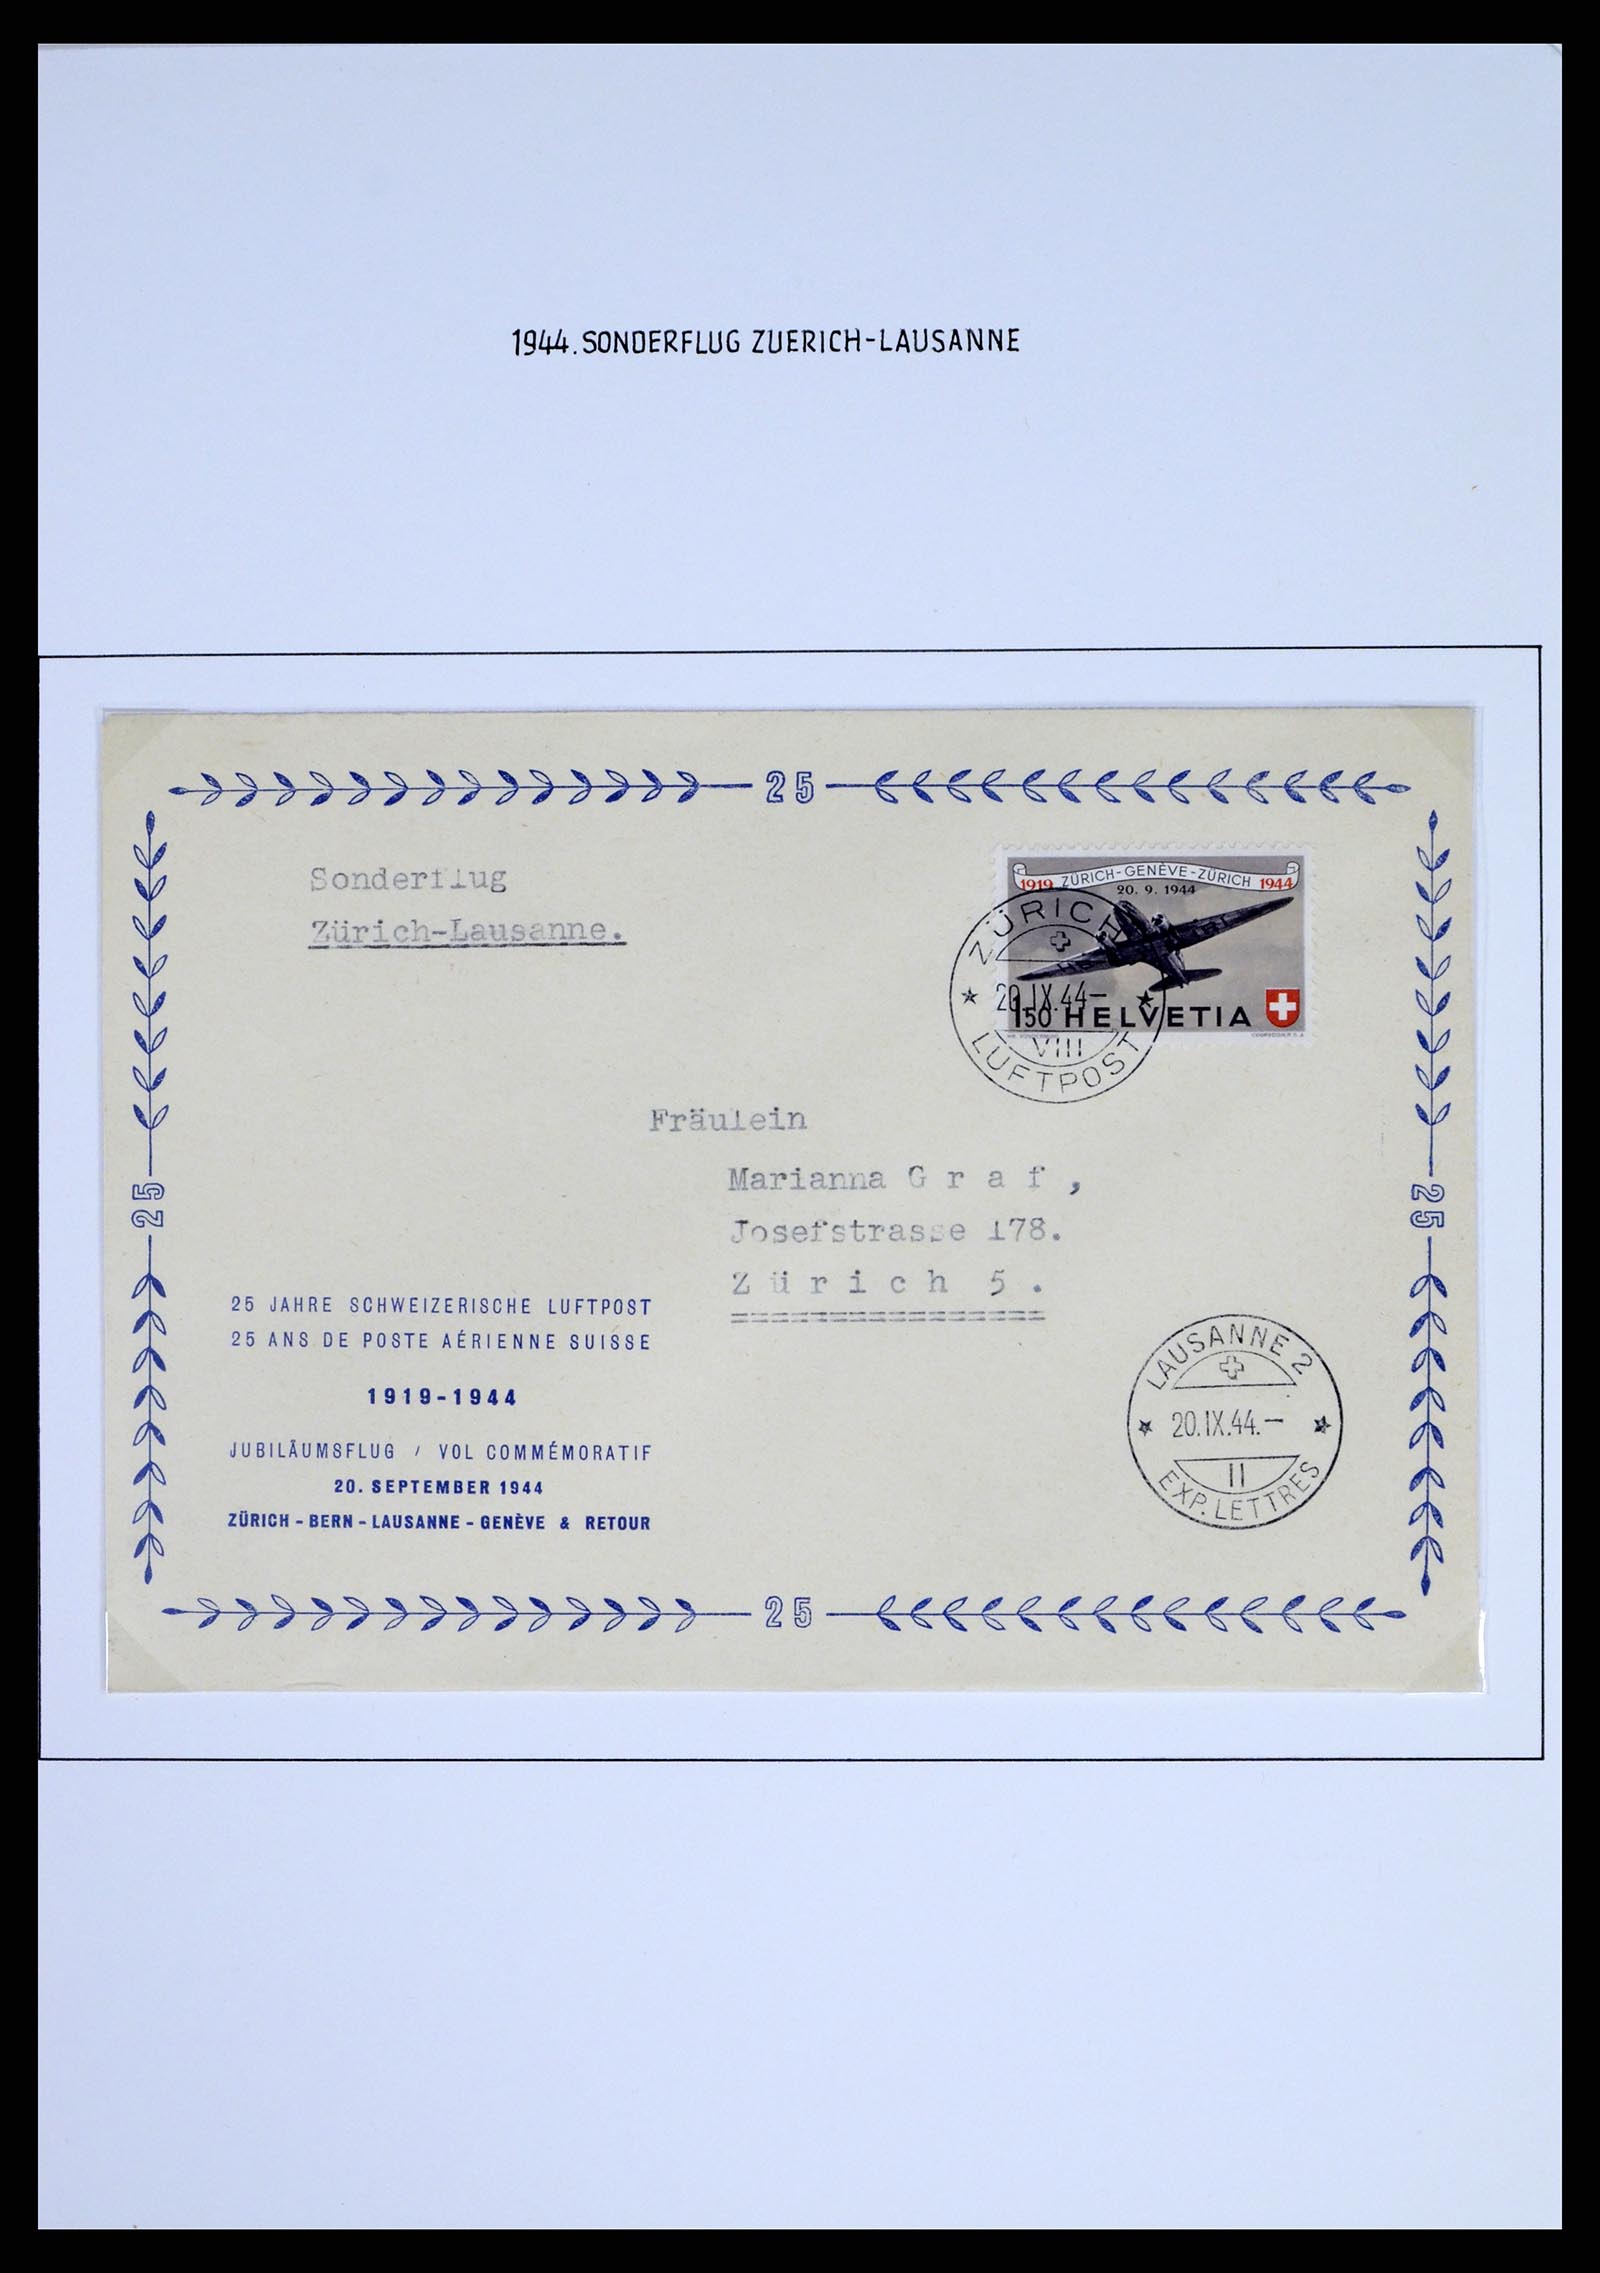 1944. SONDERFLUG ZUERICH-LAUSANNE
25
Sonderflug
Zürich-Lausanne.
1919 ZÜRICH-GENÈVE-ZÜRICH 1944
20. 9. 1944
150 HELVETIA
ZÜRICH
20.IX.44-
VIII
LUFTPOST
Fräulein
Marianna G r a f ,
Josefstrasse 178.
Z ü r i c h 5 .
25
25
25 JAHRE SCHWEIZERISCHE LUFTPOST
25 ANS DE POSTE AÉRIENNE SUISSE
1919-1944
JUBILÄUMSFLUG / VOL COMMÉMORATIF
20. SEPTEMBER 1944
ZÜRICH - BERN - LAUSANNE - GENÈVE & RETOUR
LAUSANNE 2
20.IX.44.-
II
EXP. LETTRES
25